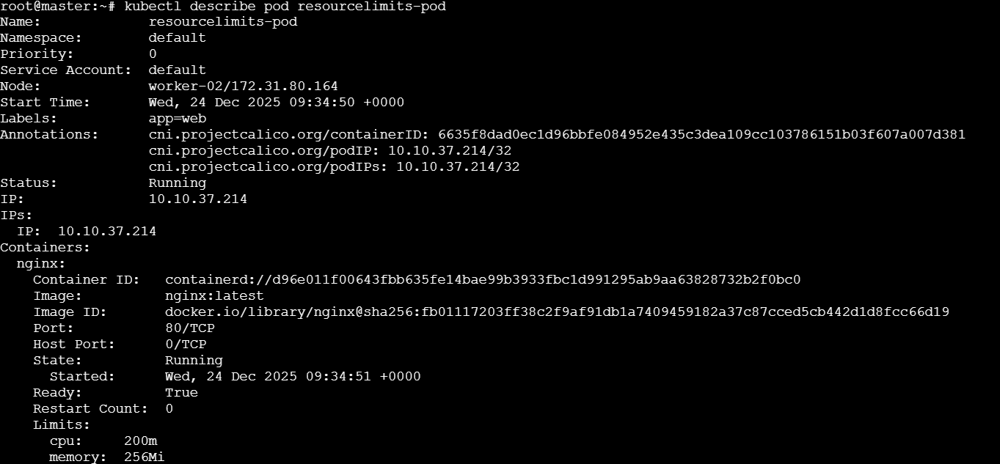 root@master:~# kubectl describe pod resourcelimits-pod
Name:             resourcelimits-pod
Namespace:        default
Priority:         0
Service Account:  default
Node:             worker-02/172.31.80.164
Start Time:       Wed, 24 Dec 2025 09:34:50 +0000
Labels:           app=web
Annotations:      cni.projectcalico.org/containerID: 6635f8dad0ec1d96bbfe084952e435c3dea109cc103786151b03f607a007d381
                  cni.projectcalico.org/podIP: 10.10.37.214/32
                  cni.projectcalico.org/podIPs: 10.10.37.214/32
Status:           Running
IP:               10.10.37.214
IPs:
  IP:  10.10.37.214
Containers:
  nginx:
    Container ID:   containerd://d96e011f00643fbb635fe14bae99b3933fbc1d991295ab9aa63828732b2f0bc0
    Image:          nginx:latest
    Image ID:       docker.io/library/nginx@sha256:fb01117203ff38c2f9af91db1a7409459182a37c87cced5cb442d1d8fcc66d19
    Port:           80/TCP
    Host Port:      0/TCP
    State:          Running
      Started:      Wed, 24 Dec 2025 09:34:51 +0000
    Ready:          True
    Restart Count:  0
    Limits:
      cpu:     200m
      memory:  256Mi